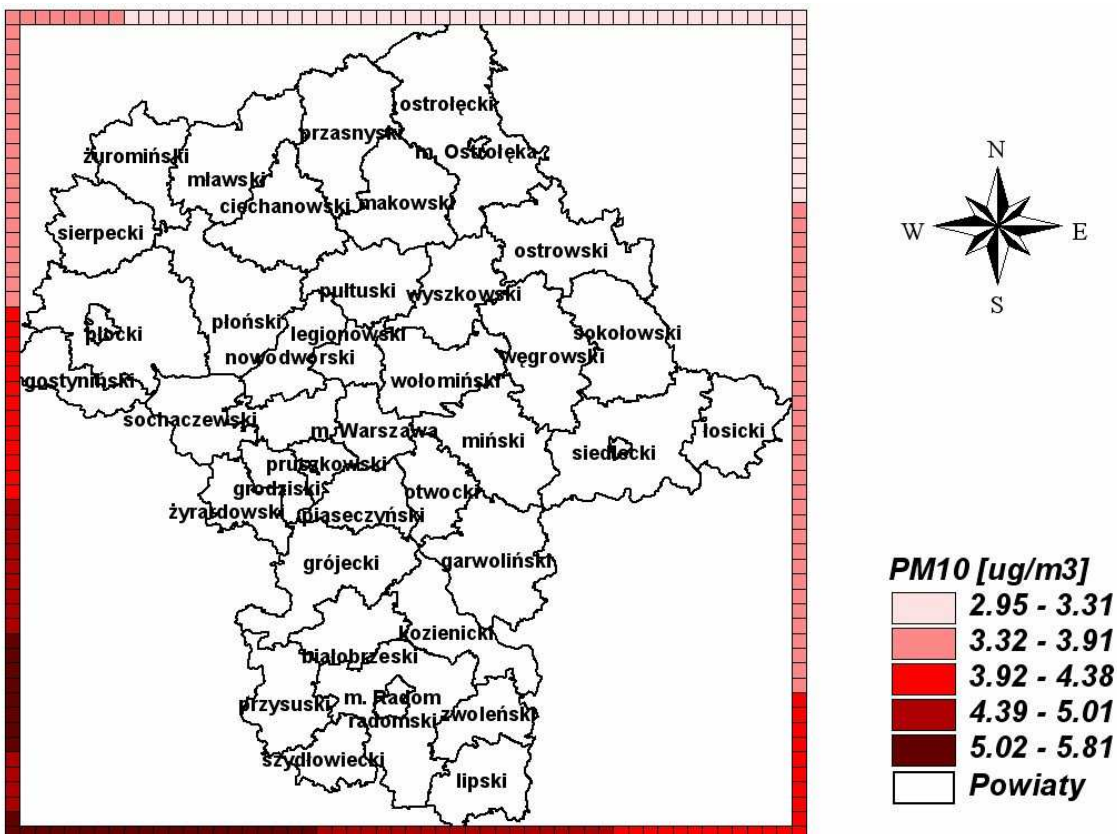 ostrołęcki
przasnyski
m. Ostrołęka
żuromiński
mławski
ciechanowski
makowski
sierpecki
ostrowski
pułtuski
wyszkowski
płoński
legionowski
płocki
sokołowski
nowodworski
węgrowski
gostyniński
wołomiński
sochaczewski
m. Warszawa
miński
łosicki
siedlecki
pruszkowski
grodziski
otwocki
żyrardowski
piaseczyński
grójecki
garwoliński
kozienicki
białobrzeski
m. Radom
przysuski
radomski
zwoleński
szydłowiecki
lipski
N
W
E
S
PM10 [ug/m3]
2.95 - 3.31
3.32 - 3.91
3.92 - 4.38
4.39 - 5.01
5.02 - 5.81
Powiaty